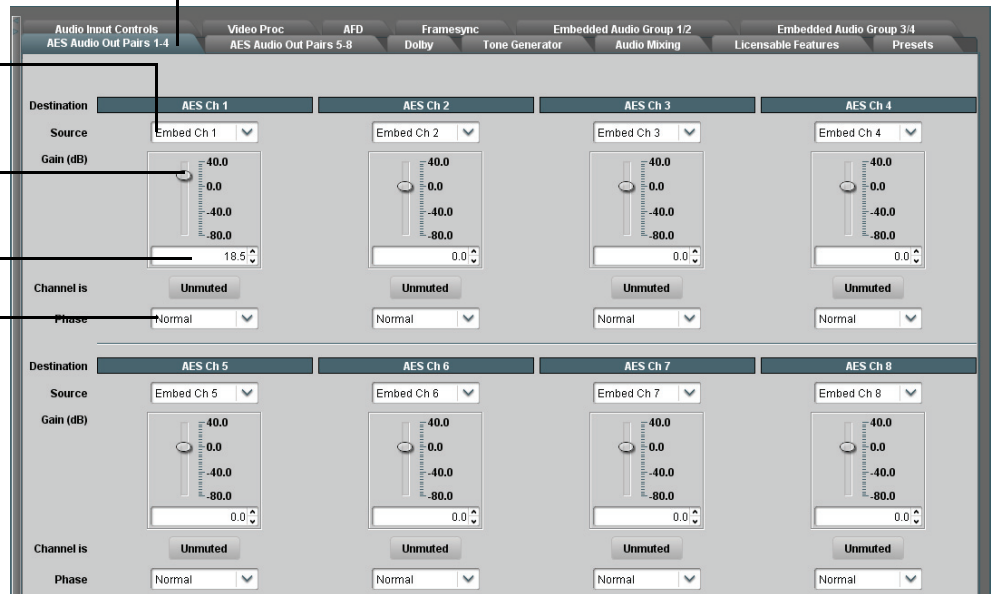 Audio Input Controls Video Proc AFD Framesync Embedded Audio Group 1/2 Embedded Audio Group 3/4
AES Audio Out Pairs 1-4 AES Audio Out Pairs 5-8 Dolby Tone Generator Audio Mixing Licensable Features Presets
Destination AES Ch 1 AES Ch 2 AES Ch 3 AES Ch 4
Source Embed Ch 1 Embed Ch 2 Embed Ch 3 Embed Ch 4
Gain (dB) 40.0 40.0 40.0 40.0
0.0 0.0 0.0 0.0
-40.0 -40.0 -40.0 -40.0
-80.0 -80.0 -80.0 -80.0
18.5 0.0 0.0 0.0
Channel is Unmuted Unmuted Unmuted Unmuted
Phase Normal Normal Normal Normal
Destination AES Ch 5 AES Ch 6 AES Ch 7 AES Ch 8
Source Embed Ch 5 Embed Ch 6 Embed Ch 7 Embed Ch 8
Gain (dB) 40.0 40.0 40.0 40.0
0.0 0.0 0.0 0.0
-40.0 -40.0 -40.0 -40.0
-80.0 -80.0 -80.0 -80.0
0.0 0.0 0.0 0.0
Channel is Unmuted Unmuted Unmuted Unmuted
Phase Normal Normal Normal Normal